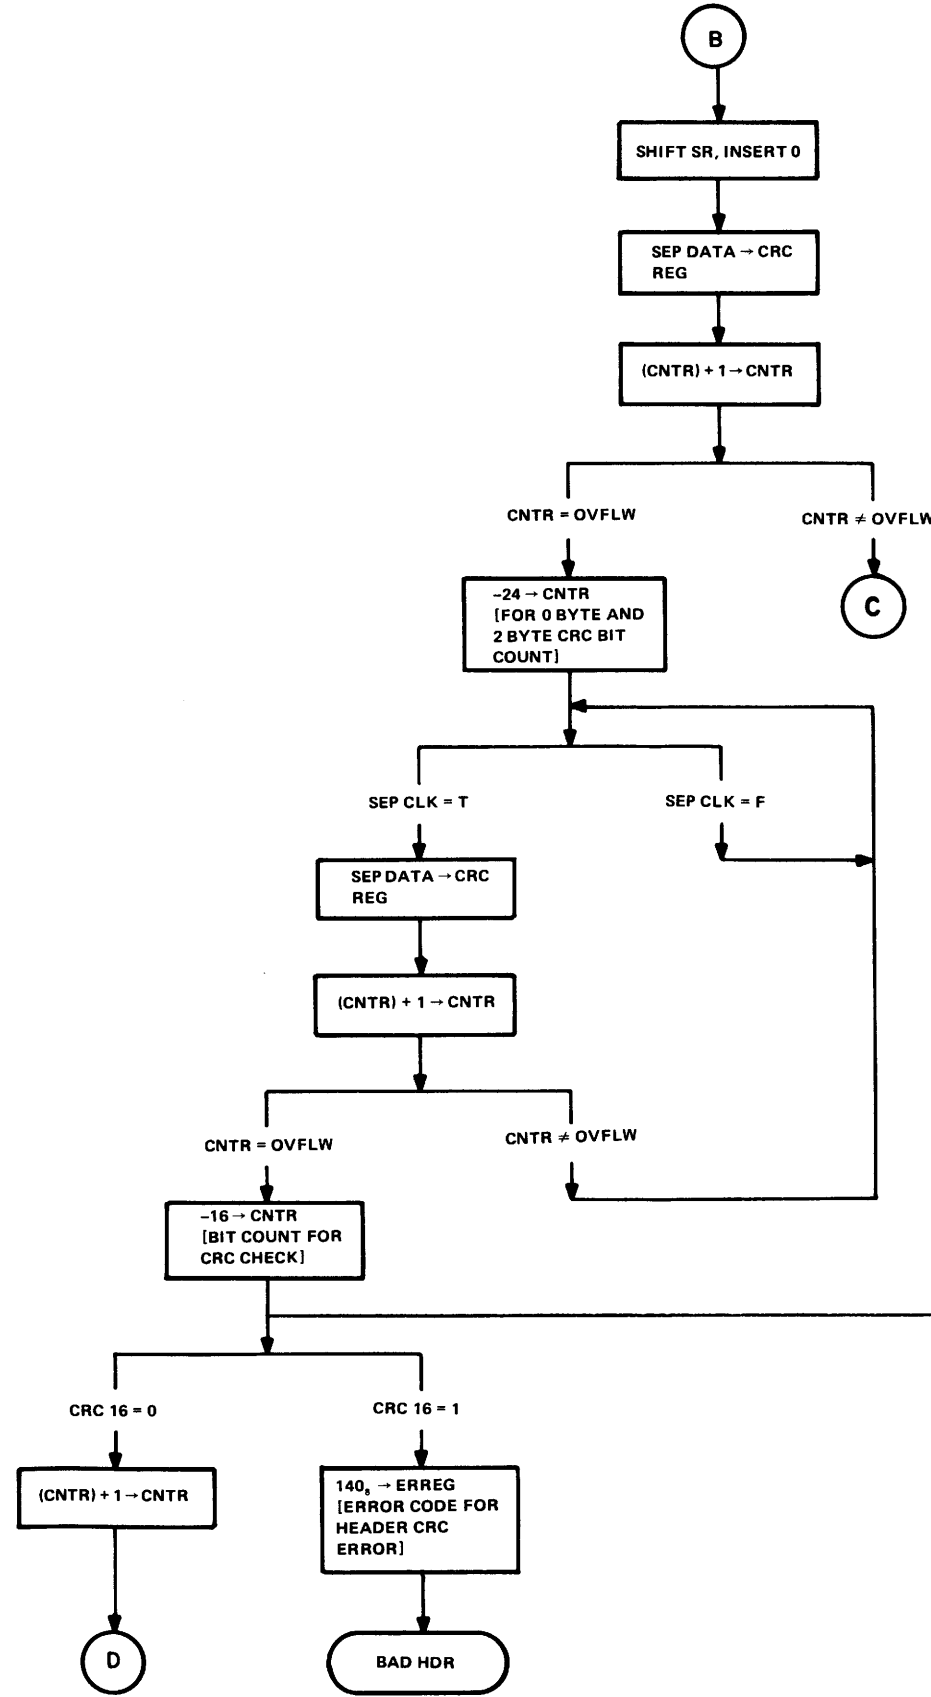 B
SHIFT SR, INSERT 0
SEP DATA → CRC
REG
(CNTR) + 1 → CNTR
CNTR = OVFLW
CNTR ≠ OVFLW
-24 → CNTR
[FOR 0 BYTE AND
2 BYTE CRC BIT
COUNT]
C
SEP CLK = T
SEP CLK = F
SEP DATA → CRC
REG
(CNTR) + 1 → CNTR
CNTR = OVFLW
CNTR ≠ OVFLW
-16 → CNTR
[BIT COUNT FOR
CRC CHECK]
CRC 16 = 0
CRC 16 = 1
(CNTR) + 1 → CNTR
140₈ → ERREG
[ERROR CODE FOR
HEADER CRC
ERROR]
D
BAD HDR